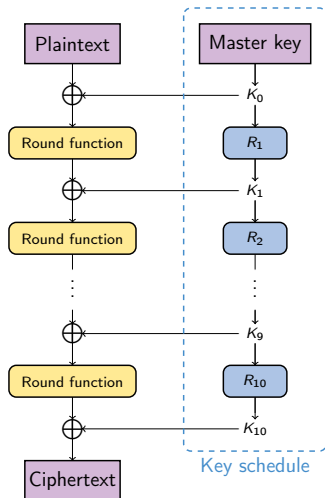 Plaintext
Master key
K₀
Round function
R₁
K₁
Round function
R₂
⋮
⋮
K₉
Round function
R₁₀
K₁₀
Ciphertext
Key schedule